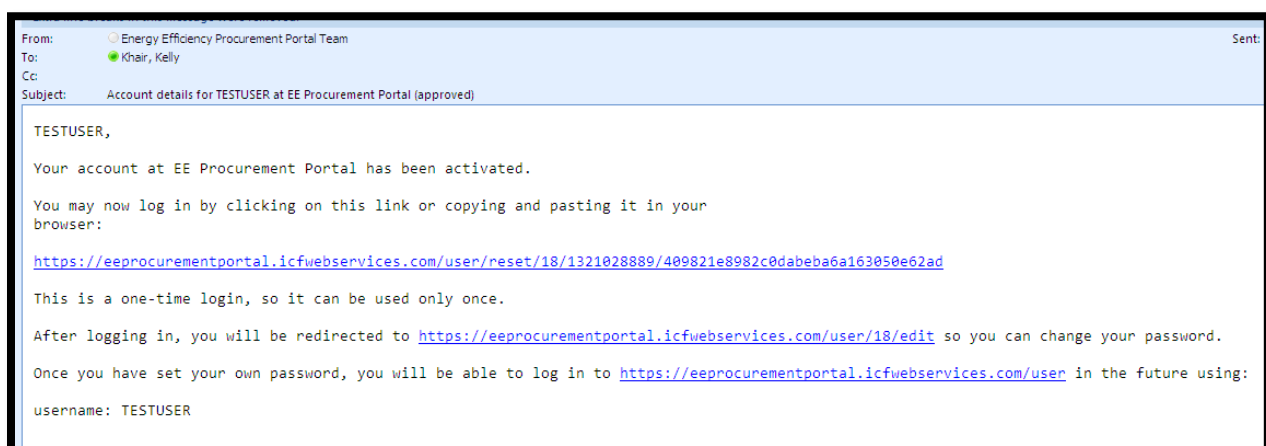 From: Energy Efficiency Procurement Portal Team Sent:
To: Khair, Kelly
Cc:
Subject: Account details for TESTUSER at EE Procurement Portal (approved)
TESTUSER,
Your account at EE Procurement Portal has been activated.
You may now log in by clicking on this link or copying and pasting it in your
browser:
https://eeprocurementportal.icfwebservices.com/user/reset/18/1321028889/409821e8982c0dabeba6a163050e62ad
This is a one-time login, so it can be used only once.
After logging in, you will be redirected to https://eeprocurementportal.icfwebservices.com/user/18/edit so you can change your password.
Once you have set your own password, you will be able to log in to https://eeprocurementportal.icfwebservices.com/user in the future using:
username: TESTUSER